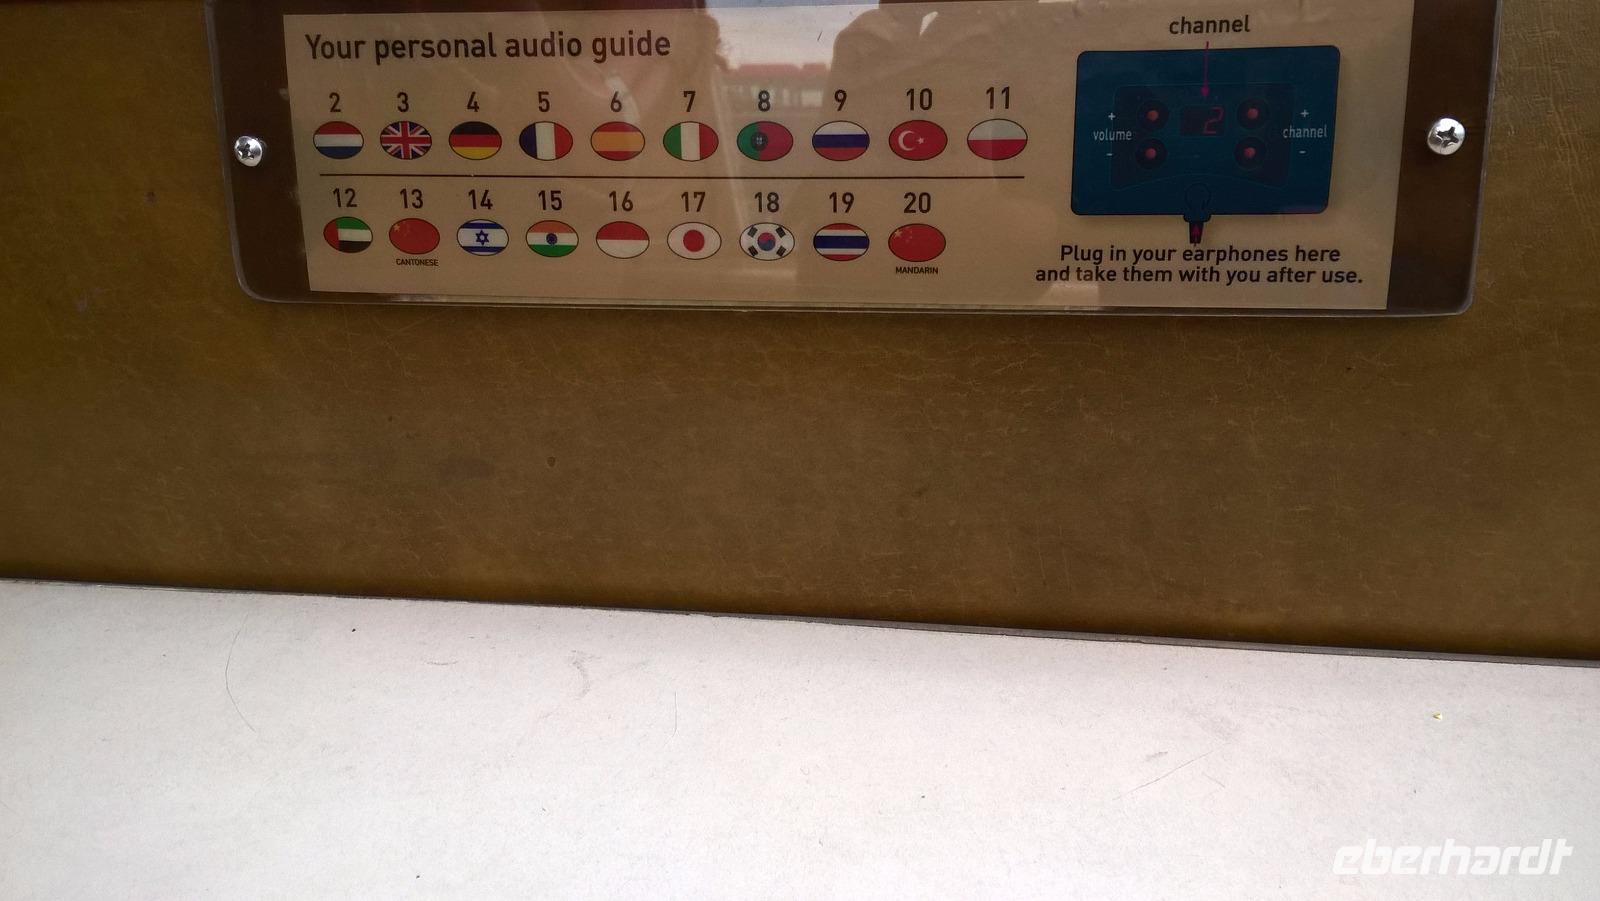 Your personal audio guide
2 3 4 5 6 7 8 9 10 11
12 13 14 15 16 17 18 19 20
CANTONESE
MANDARIN
channel
2
+ +
volume channel
- -
Plug in your earphones here
and take them with you after use.
eberhardt